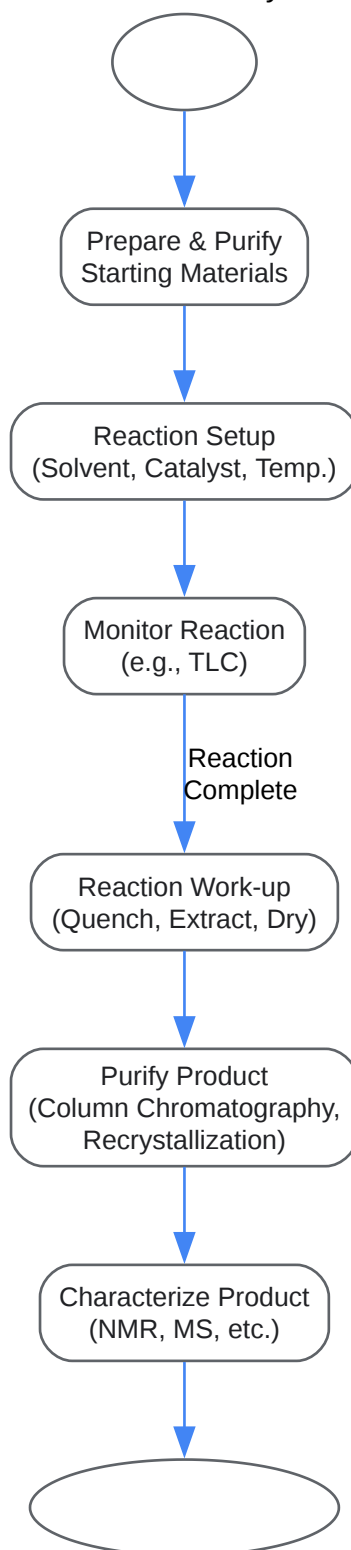 Prepare & Purify
Starting Materials
Reaction Setup
(Solvent, Catalyst, Temp.)
Monitor Reaction
(e.g., TLC)
Reaction
Complete
Reaction Work-up
(Quench, Extract, Dry)
Purify Product
(Column Chromatography,
Recrystallization)
Characterize Product
(NMR, MS, etc.)